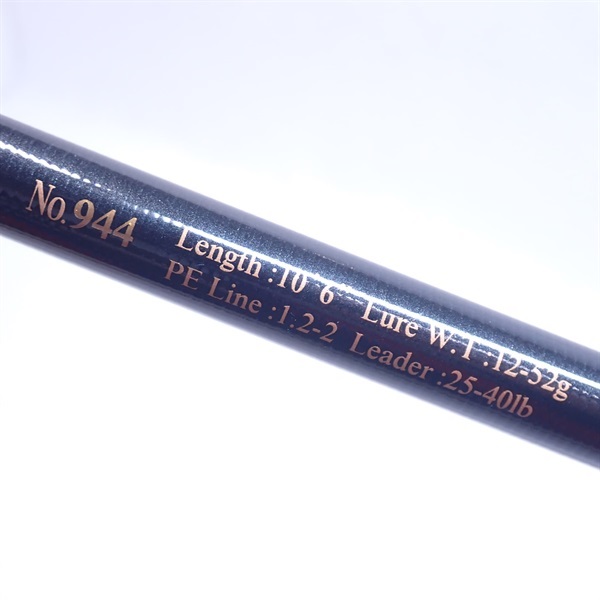 No.944
Length :10' 6" Lure W.T :12-52g
PE Line :1.2-2 Leader :25-40lb